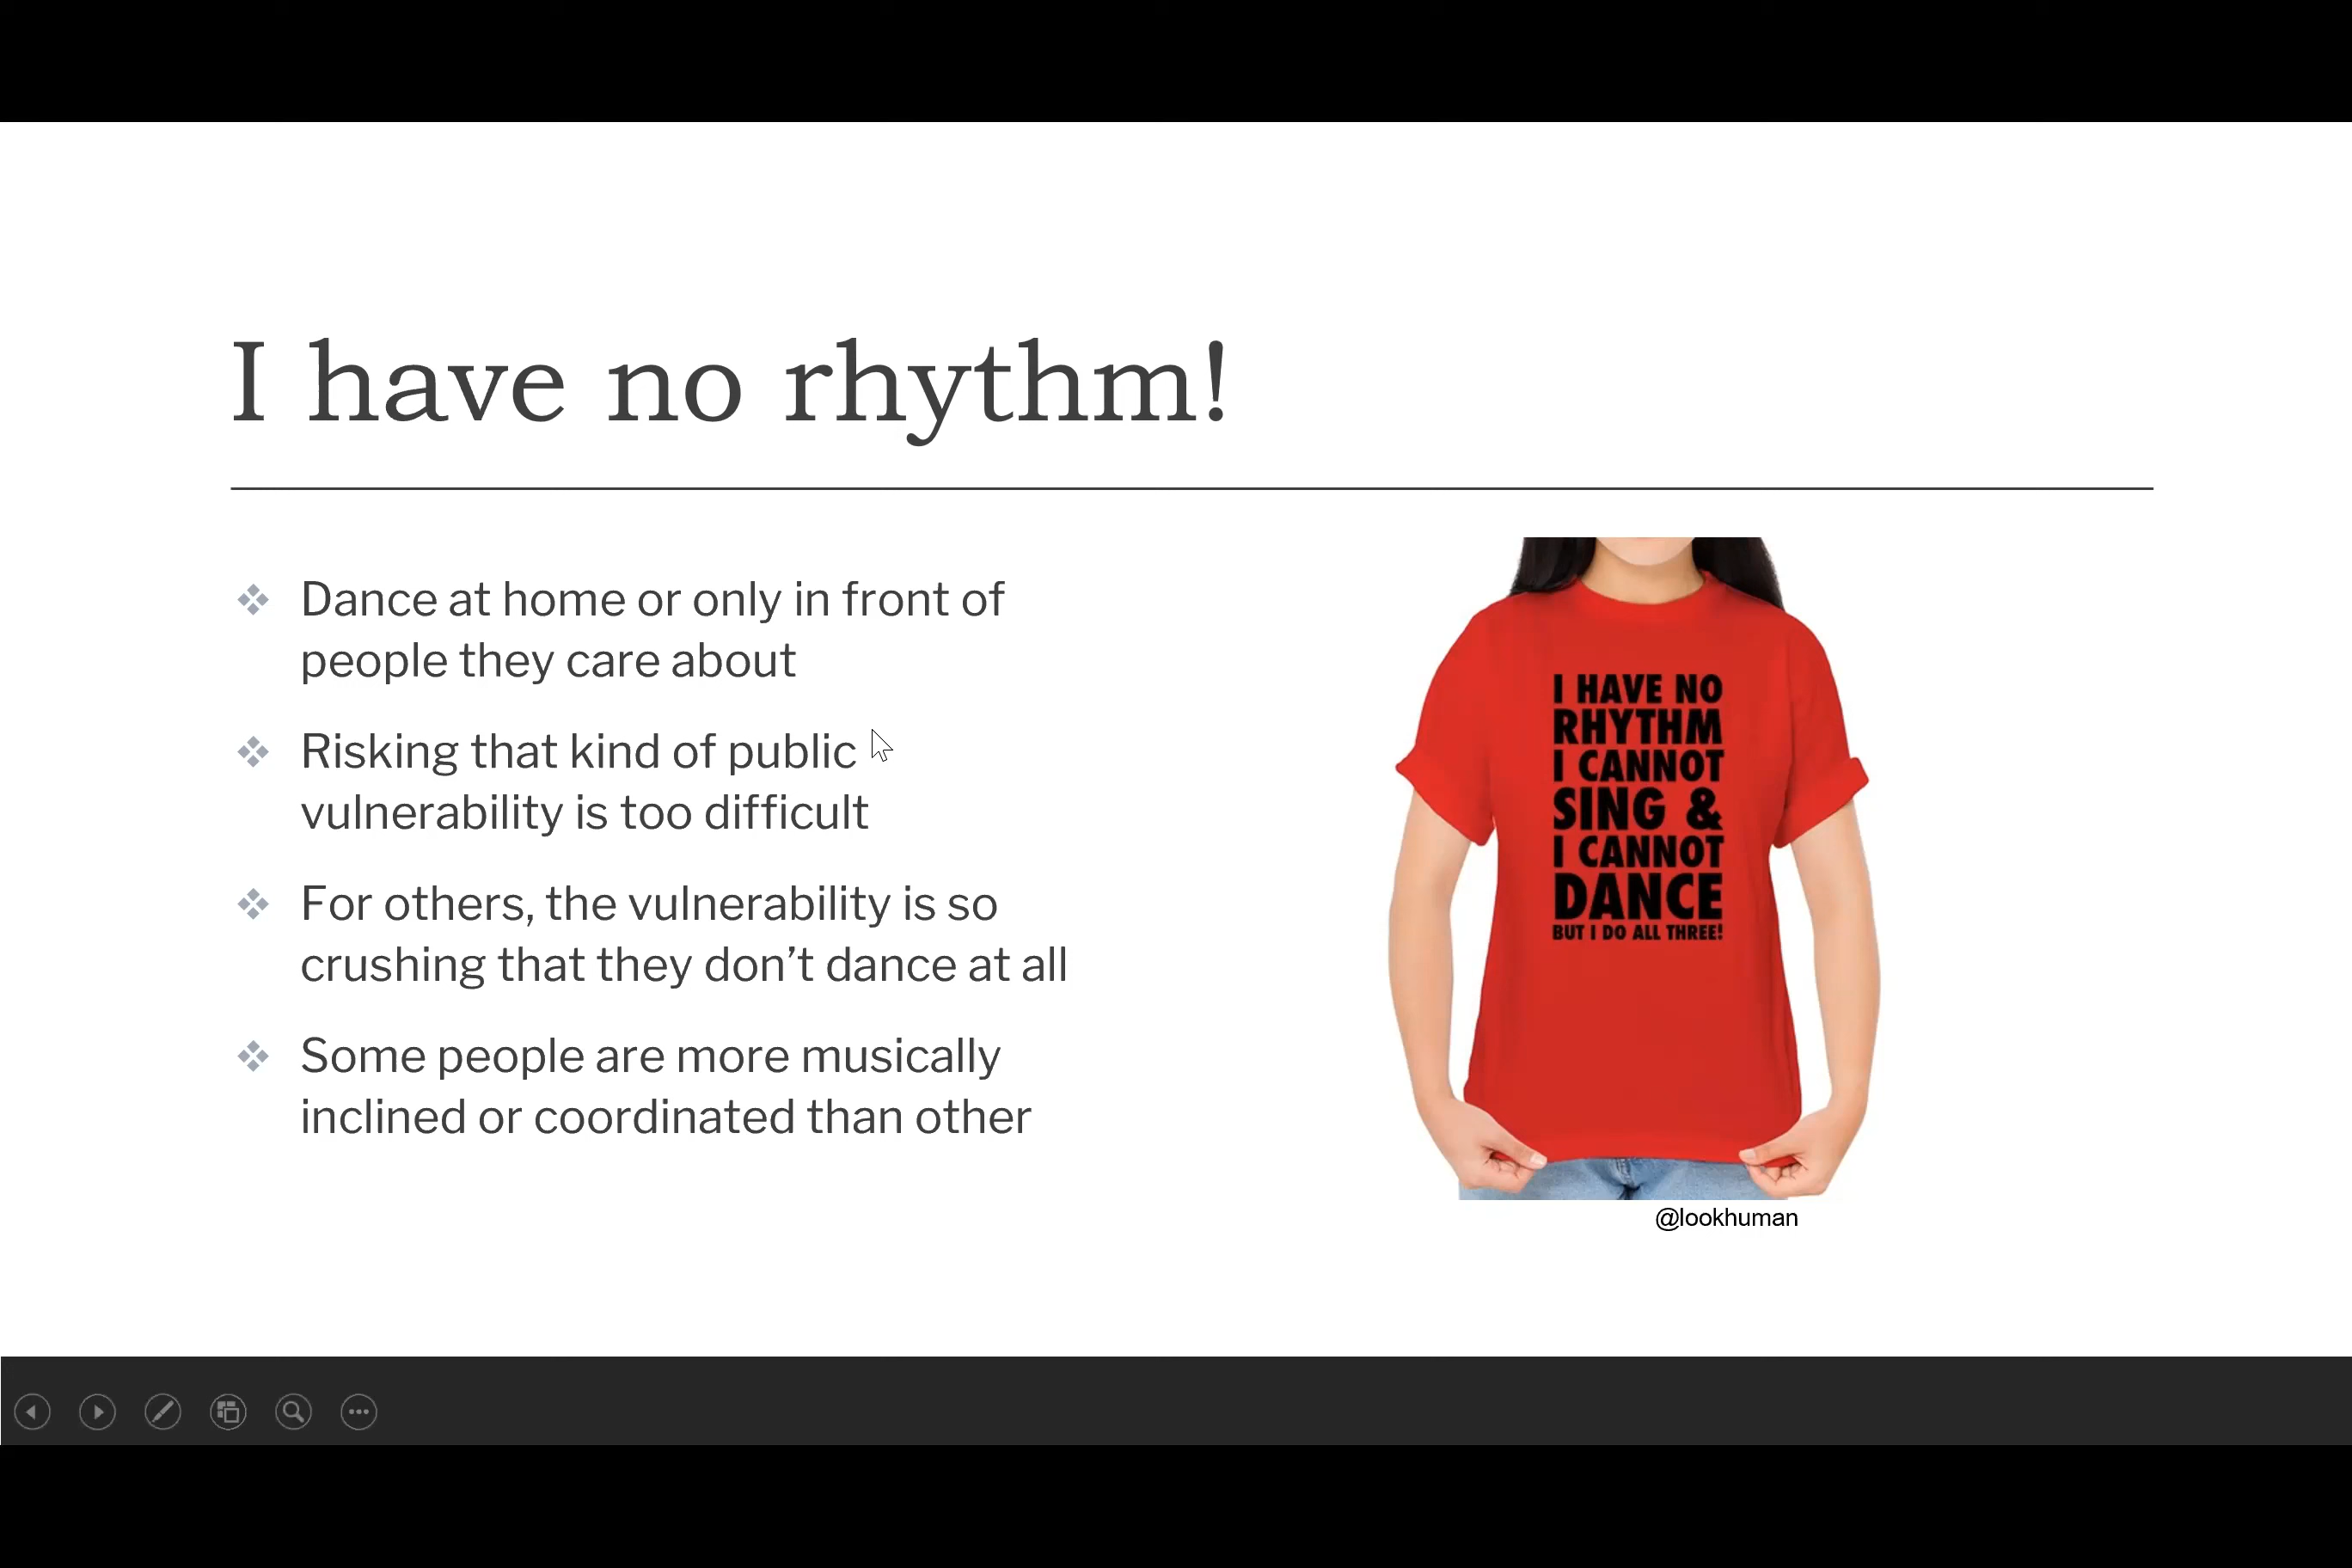 I have no rhythm!
Dance at home or only in front of
people they care about
Risking that kind of public
vulnerability is too difficult
For others, the vulnerability is so
crushing that they don’t dance at all
Some people are more musically
inclined or coordinated than other
I HAVE NO
RHYTHM
I CANNOT
SING &
I CANNOT
DANCE
BUT I DO ALL THREE!
@lookhuman